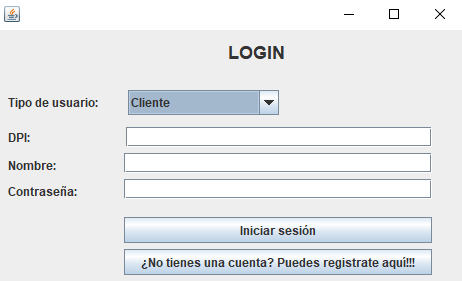 LOGIN
Tipo de usuario: Cliente
DPI:
Nombre:
Contraseña:
Iniciar sesión
¿No tienes una cuenta? Puedes registrate aquí!!!